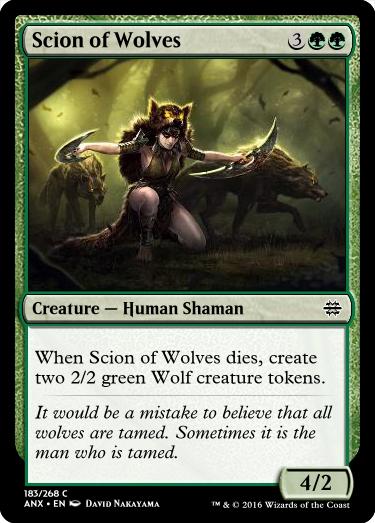 Scion of Wolves 3
Creature — Human Shaman
When Scion of Wolves dies, create
two 2/2 green Wolf creature tokens.
It would be a mistake to believe that all
wolves are tamed. Sometimes it is the
man who is tamed.
4/2
183/268 C
ANX • EN David Nakayama
™ & © 2016 Wizards of the Coast